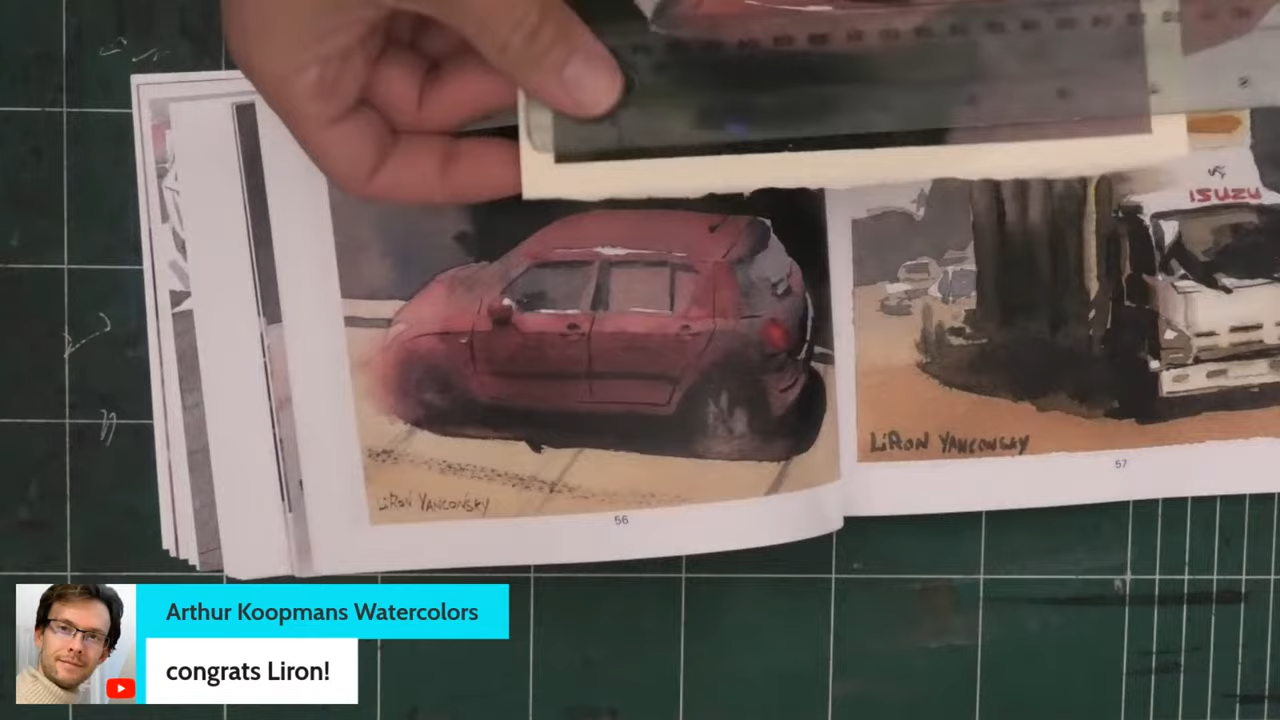 ISUZU
LiRON YANCONSKY
57
LiRON YANCONSKY
56
Arthur Koopmans Watercolors
congrats Liron!